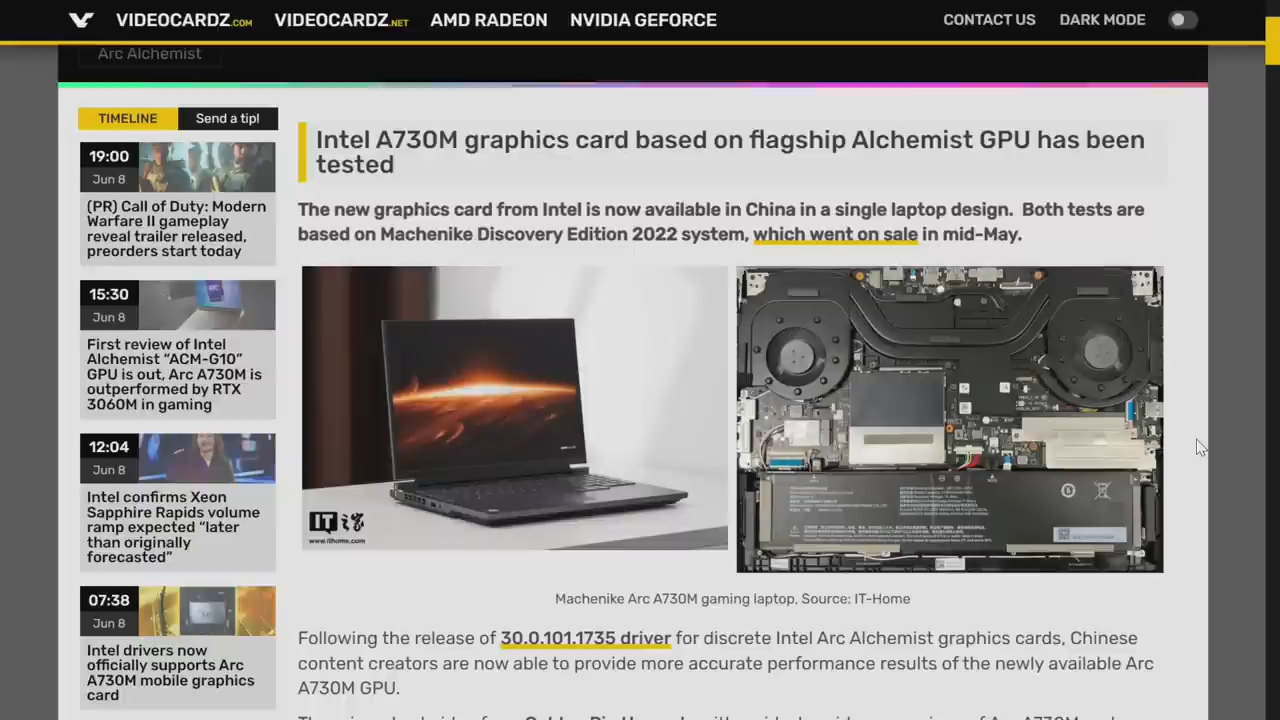 VIDEOCARDZ.COM VIDEOCARDZ.NET AMD RADEON NVIDIA GEFORCE CONTACT US DARK MODE
Arc Alchemist
TIMELINE Send a tip!
19:00
Jun 8
(PR) Call of Duty: Modern
Warfare II gameplay
reveal trailer released,
preorders start today
15:30
Jun 8
First review of Intel
Alchemist “ACM-G10”
GPU is out, Arc A730M is
outperformed by RTX
3060M in gaming
12:04
Jun 8
Intel confirms Xeon
Sapphire Rapids volume
ramp expected “later
than originally
forecasted”
07:38
Jun 8
Intel drivers now
officially supports Arc
A730M mobile graphics
card
Intel A730M graphics card based on flagship Alchemist GPU has been
tested
The new graphics card from Intel is now available in China in a single laptop design. Both tests are
based on Machenike Discovery Edition 2022 system, which went on sale in mid-May.
IT之家
www.ithome.com
Machenike Arc A730M gaming laptop, Source: IT-Home
Following the release of 30.0.101.1735 driver for discrete Intel Arc Alchemist graphics cards, Chinese
content creators are now able to provide more accurate performance results of the newly available Arc
A730M GPU.